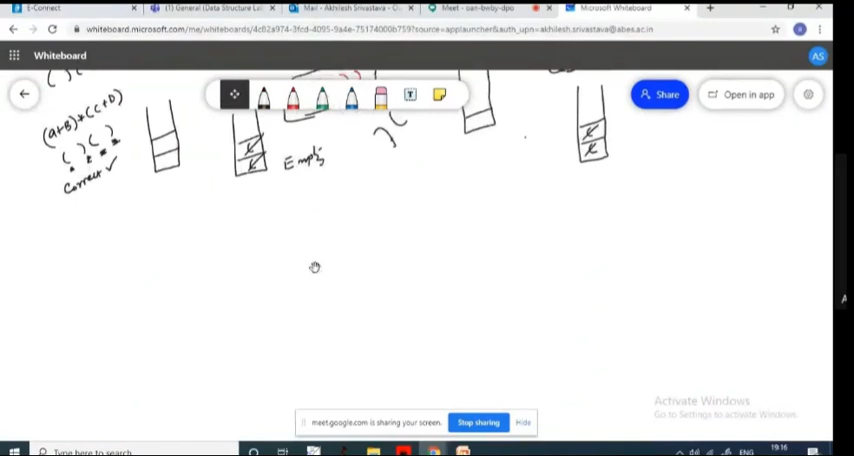 E-Connect
(1) General (Data Structure Lab
Mail - Akhilesh Srivastava - Ou
Meet - oan-bwby-dpo
Microsoft Whiteboard
whiteboard.microsoft.com/me/whiteboards/4c62a974-3fcd-4095-9a4e-75174000b759?source=applauncher&auth_upn=akhilesh.srivastava@abes.ac.in
Whiteboard
AS
Share
Open in app
(a+B)*(C+D)
( ) ( )
Correct ✓
Empty
Activate Windows
Go to Settings to activate Windows.
meet.google.com is sharing your screen.
Stop sharing
Hide
Type here to search
ENG
19:16